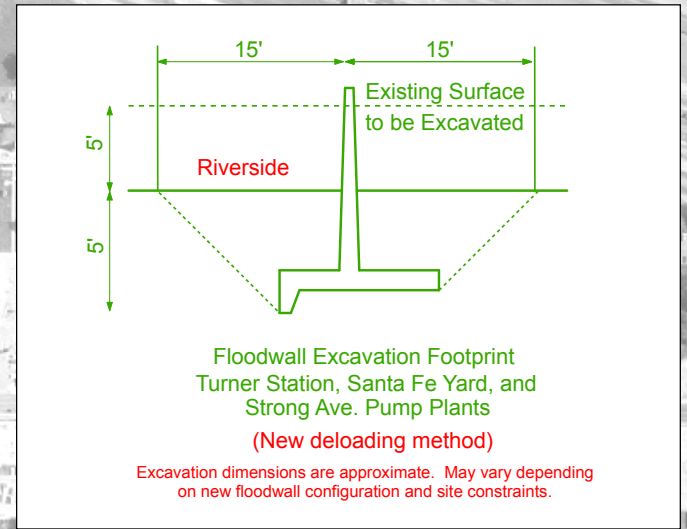 15' 15'
Existing Surface
to be Excavated
5'
Riverside
5'
Floodwall Excavation Footprint
Turner Station, Santa Fe Yard, and
Strong Ave. Pump Plants
(New deloading method)
Excavation dimensions are approximate. May vary depending
on new floodwall configuration and site constraints.